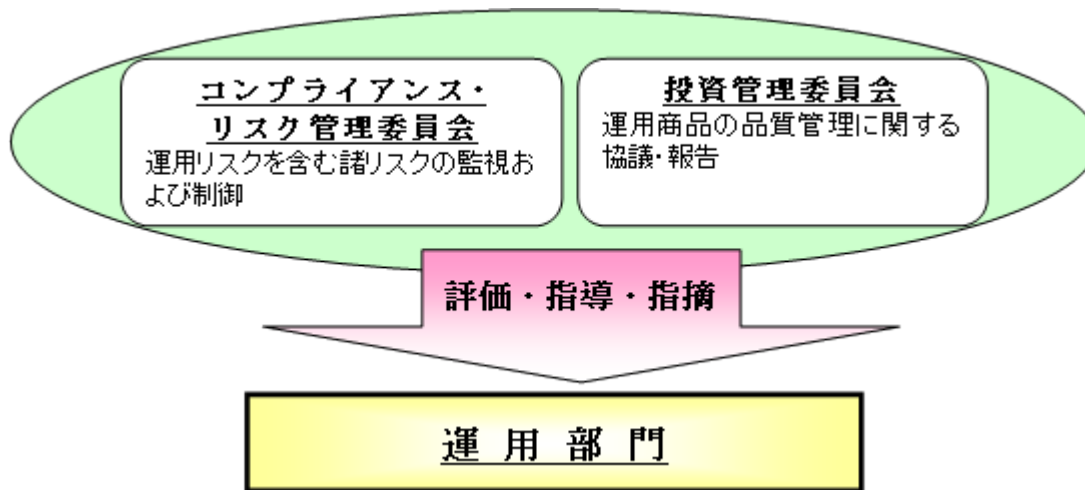 コンプライアンス・
リスク管理委員会
運用リスクを含む諸リスクの監視お
よび制御
投資管理委員会
運用商品の品質管理に関する
協議・報告
評価・指導・指摘
運用部門